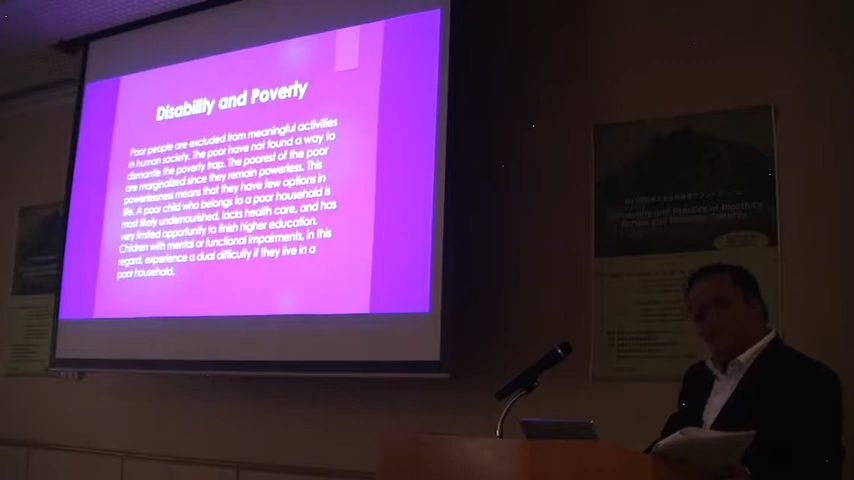 Disability and Poverty
Poor people are excluded from meaningful activities
in human society. The poor have not found a way to
dismantle the poverty trap. The poorest of the poor
are marginalized since they remain powerless. This
powerlessness means that they have few options in
life. A poor child who belongs to a poor household is
most likely undernourished, lacks health care, and has
very limited opportunity to finish higher education.
Children with mental or functional impairments, in this
regard, experience a dual difficulty if they live in a
poor household.
and Practice of Bioethics